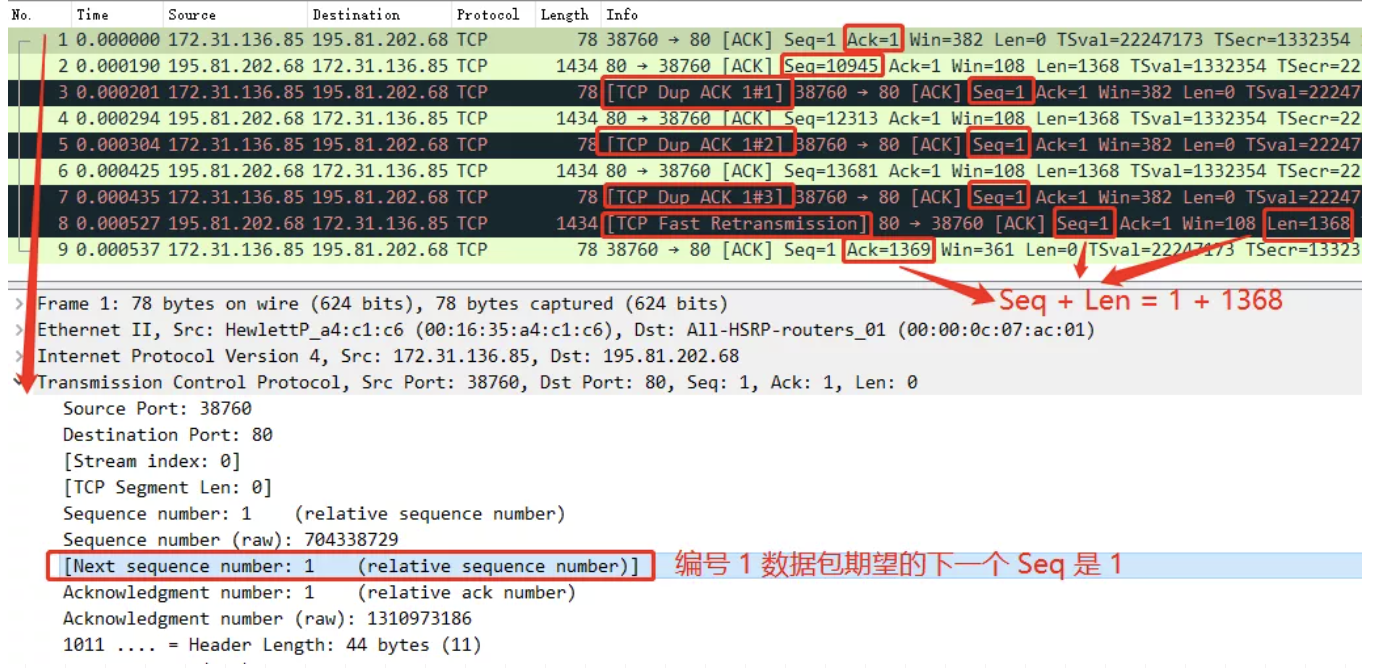 No. Time Source Destination Protocol Length Info
1 0.000000 172.31.136.85 195.81.202.68 TCP 78 38760 → 80 [ACK] Seq=1 Ack=1 Win=382 Len=0 TSval=22247173 TSecr=1332354
2 0.000190 195.81.202.68 172.31.136.85 TCP 1434 80 → 38760 [ACK] Seq=10945 Ack=1 Win=108 Len=1368 TSval=1332354 TSecr=22
3 0.000201 172.31.136.85 195.81.202.68 TCP 78 [TCP Dup ACK 1#1] 38760 → 80 [ACK] Seq=1 Ack=1 Win=382 Len=0 TSval=22247
4 0.000294 195.81.202.68 172.31.136.85 TCP 1434 80 → 38760 [ACK] Seq=12313 Ack=1 Win=108 Len=1368 TSval=1332354 TSecr=22
5 0.000304 172.31.136.85 195.81.202.68 TCP 78 [TCP Dup ACK 1#2] 38760 → 80 [ACK] Seq=1 Ack=1 Win=382 Len=0 TSval=22247
6 0.000425 195.81.202.68 172.31.136.85 TCP 1434 80 → 38760 [ACK] Seq=13681 Ack=1 Win=108 Len=1368 TSval=1332354 TSecr=22
7 0.000435 172.31.136.85 195.81.202.68 TCP 78 [TCP Dup ACK 1#3] 38760 → 80 [ACK] Seq=1 Ack=1 Win=382 Len=0 TSval=22247
8 0.000527 195.81.202.68 172.31.136.85 TCP 1434 [TCP Fast Retransmission] 80 → 38760 [ACK] Seq=1 Ack=1 Win=108 Len=1368
9 0.000537 172.31.136.85 195.81.202.68 TCP 78 38760 → 80 [ACK] Seq=1 Ack=1369 Win=361 Len=0 TSval=22247173 TSecr=13323
Seq + Len = 1 + 1368
Frame 1: 78 bytes on wire (624 bits), 78 bytes captured (624 bits)
Ethernet II, Src: HewlettP_a4:c1:c6 (00:16:35:a4:c1:c6), Dst: All-HSRP-routers_01 (00:00:0c:07:ac:01)
Internet Protocol Version 4, Src: 172.31.136.85, Dst: 195.81.202.68
Transmission Control Protocol, Src Port: 38760, Dst Port: 80, Seq: 1, Ack: 1, Len: 0
Source Port: 38760
Destination Port: 80
[Stream index: 0]
[TCP Segment Len: 0]
Sequence number: 1 (relative sequence number)
Sequence number (raw): 704338729
[Next sequence number: 1 (relative sequence number)] 编号 1 数据包期望的下一个 Seq 是 1
Acknowledgment number: 1 (relative ack number)
Acknowledgment number (raw): 1310973186
1011 .... = Header Length: 44 bytes (11)